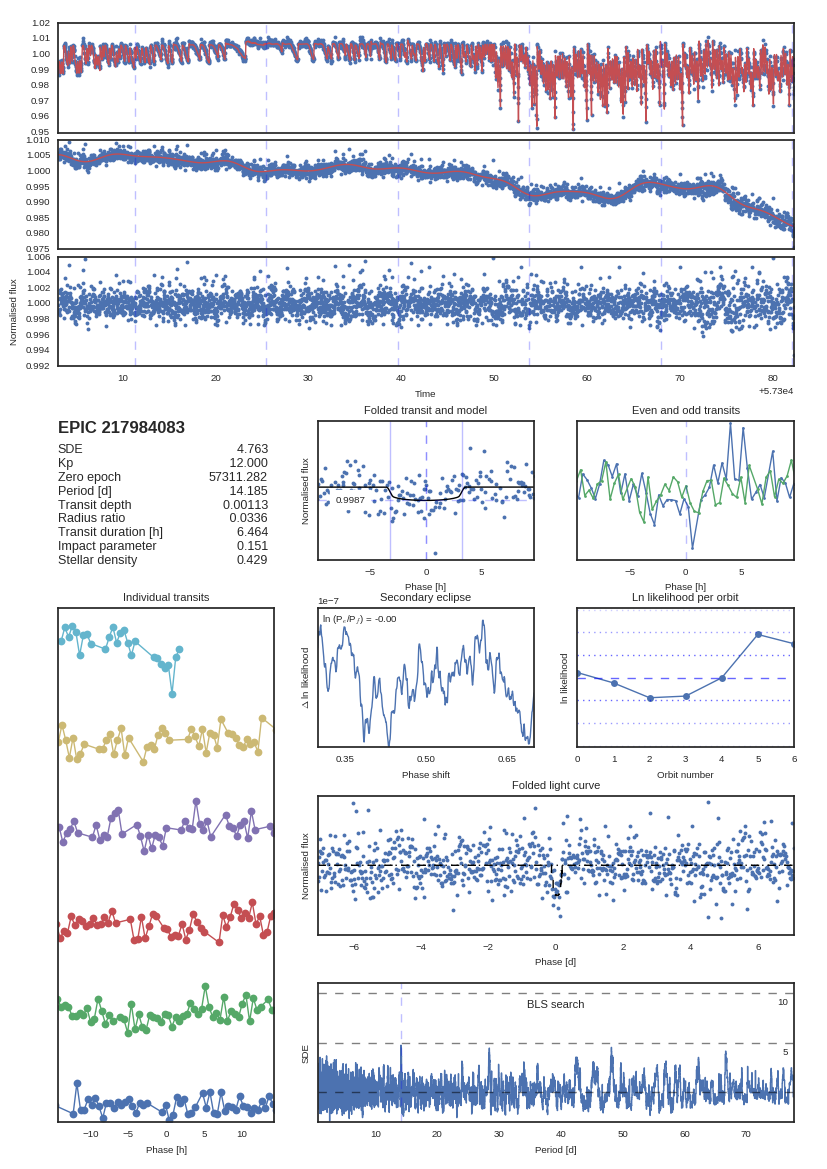 1.02
1.01
1.00
0.99
0.98
0.97
0.96
0.95
1.010
1.005
1.000
0.995
0.990
0.985
0.980
0.975
1.006
1.004
1.002
1.000
0.998
0.996
0.994
0.992
Normalised flux
10 20 30 40 50 60 70 80
Time
+5.73e4
EPIC 217984083
SDE 4.763
Kp 12.000
Zero epoch 57311.282
Period [d] 14.185
Transit depth 0.00113
Radius ratio 0.0336
Transit duration [h] 6.464
Impact parameter 0.151
Stellar density 0.429
Folded transit and model
Normalised flux
0.9987
−5 0 5
Phase [h]
Even and odd transits
−5 0 5
Phase [h]
Individual transits
−10 −5 0 5 10
Phase [h]
Secondary eclipse
1e−7
ln (Pₑ/P_f) = -0.00
Δ ln likelihood
0.35 0.50 0.65
Phase shift
Ln likelihood per orbit
ln likelihood
0 1 2 3 4 5 6
Orbit number
Folded light curve
Normalised flux
−6 −4 −2 0 2 4 6
Phase [d]
BLS search
10
5
SDE
10 20 30 40 50 60 70
Period [d]